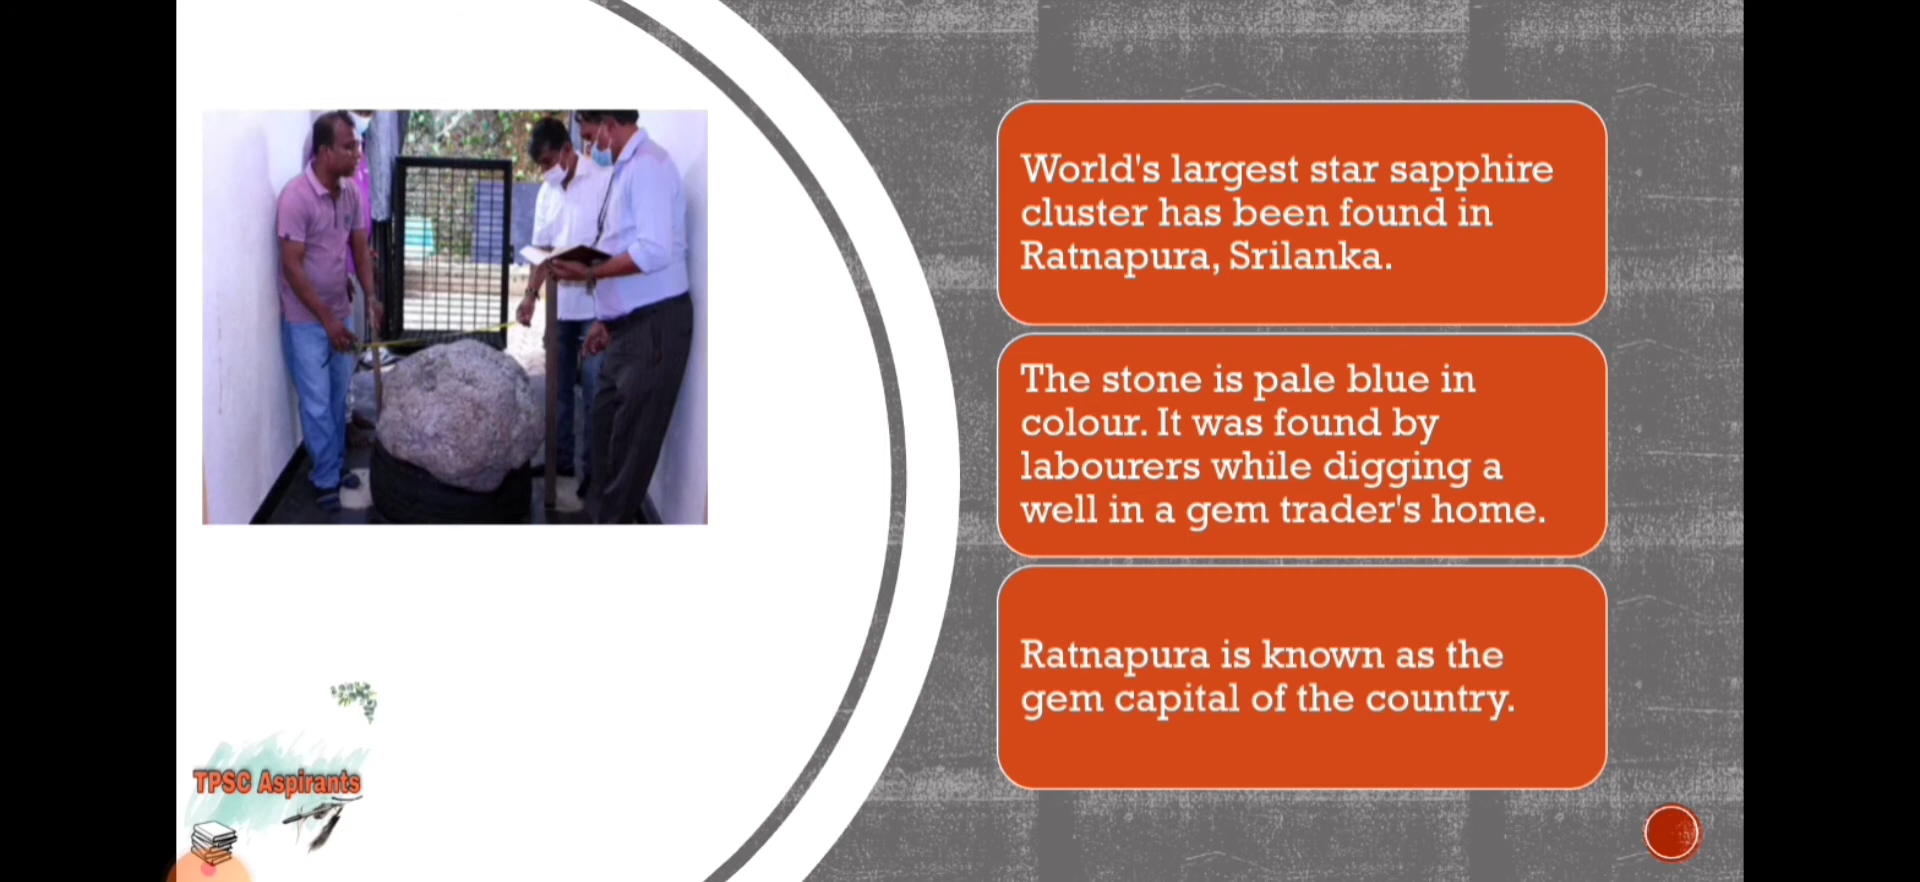 World's largest star sapphire
cluster has been found in
Ratnapura, Srilanka.
The stone is pale blue in
colour. It was found by
labourers while digging a
well in a gem trader's home.
Ratnapura is known as the
gem capital of the country.
TPSC Aspirants